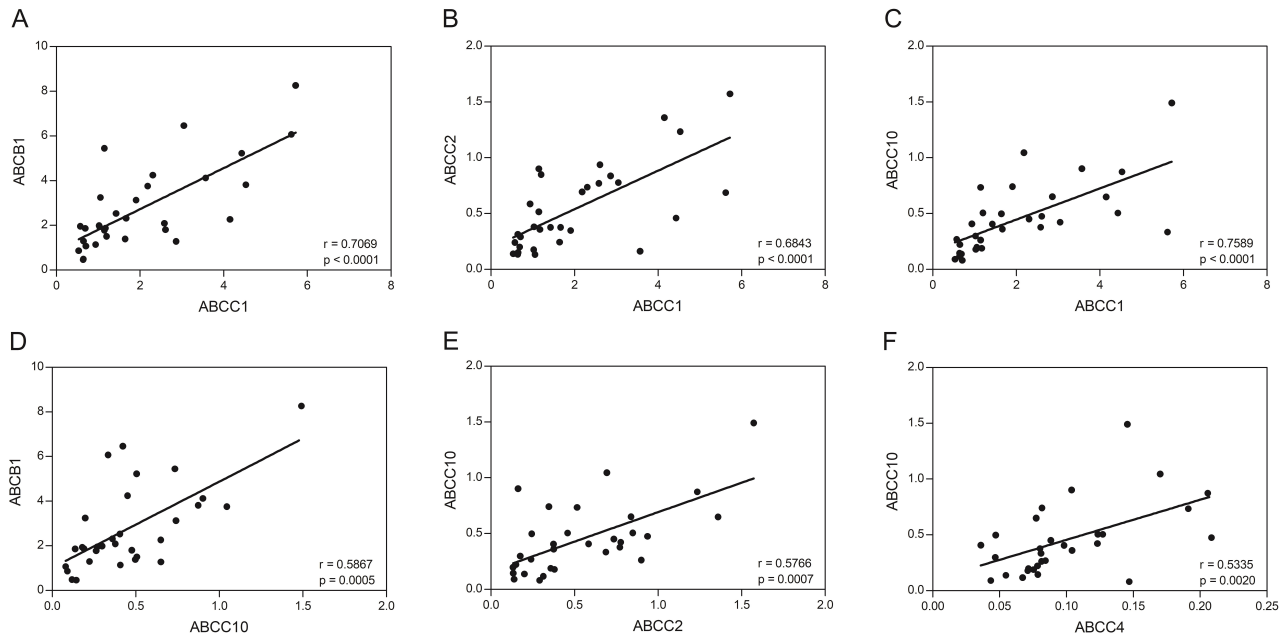 A
10
8
6
4
2
0
ABCB1
0 2 4 6 8
ABCC1
r = 0.7069
p < 0.0001
B
2.0
1.5
1.0
0.5
0.0
ABCC2
0 2 4 6 8
ABCC1
r = 0.6843
p < 0.0001
C
2.0
1.5
1.0
0.5
0.0
ABCC10
0 2 4 6 8
ABCC1
r = 0.7589
p < 0.0001
D
10
8
6
4
2
0
ABCB1
0.0 0.5 1.0 1.5 2.0
ABCC10
r = 0.5867
p = 0.0005
E
2.0
1.5
1.0
0.5
0.0
ABCC10
0.0 0.5 1.0 1.5 2.0
ABCC2
r = 0.5766
p = 0.0007
F
2.0
1.5
1.0
0.5
0.0
ABCC10
0.00 0.05 0.10 0.15 0.20 0.25
ABCC4
r = 0.5335
p = 0.0020